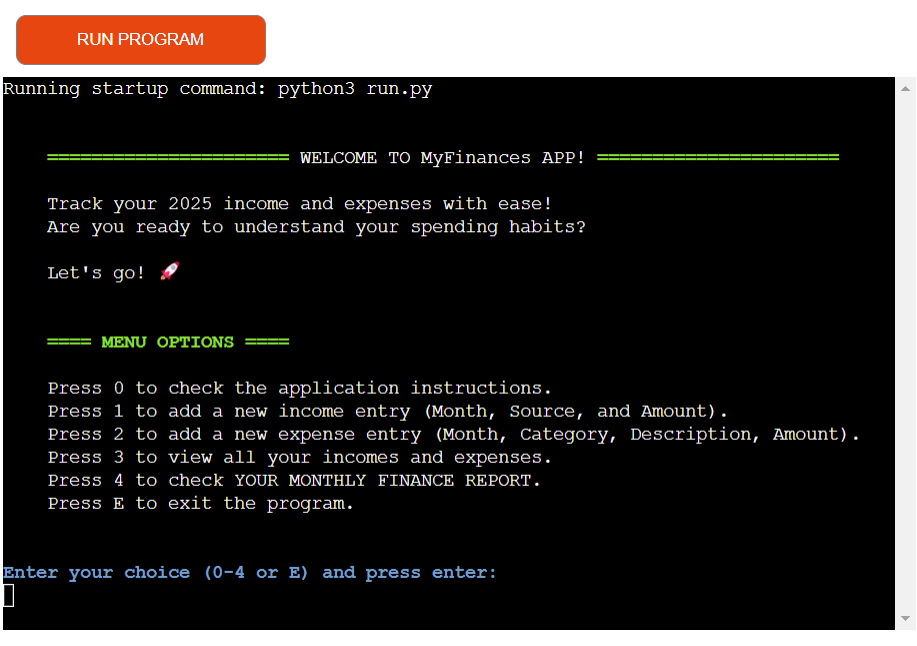 RUN PROGRAM
Running startup command: python3 run.py
====================== WELCOME TO MyFinances APP! ======================
Track your 2025 income and expenses with ease!
Are you ready to understand your spending habits?
Let's go! 🚀
==== MENU OPTIONS ====
Press 0 to check the application instructions.
Press 1 to add a new income entry (Month, Source, and Amount).
Press 2 to add a new expense entry (Month, Category, Description, Amount).
Press 3 to view all your incomes and expenses.
Press 4 to check YOUR MONTHLY FINANCE REPORT.
Press E to exit the program.
Enter your choice (0-4 or E) and press enter: